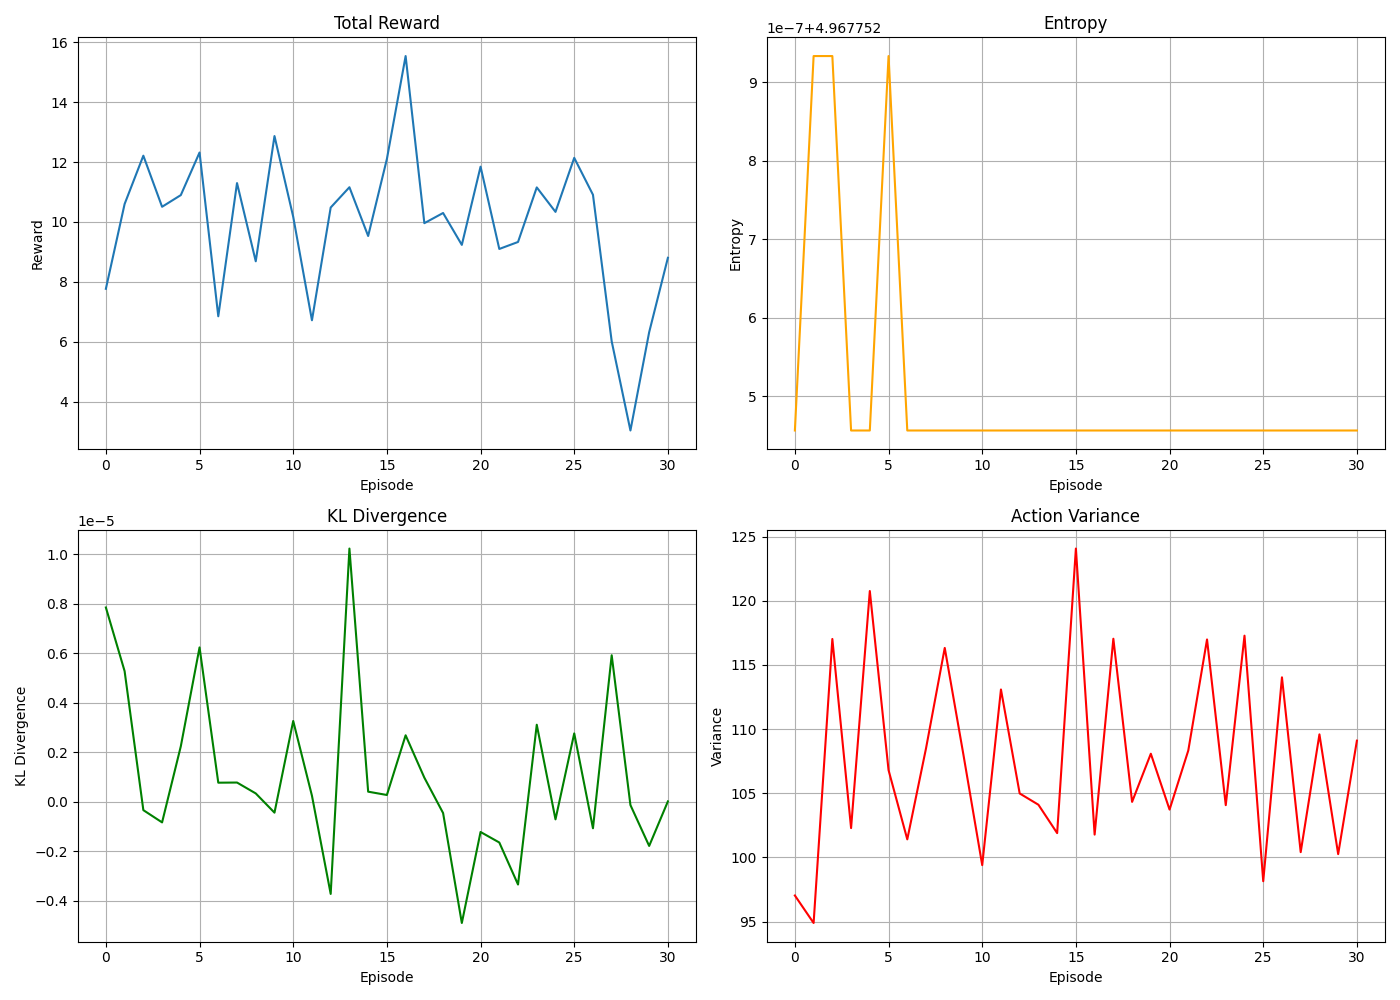 Total Reward
Reward
16
14
12
10
8
6
4
0 5 10 15 20 25 30
Episode
Entropy
1e−7+4.967752
Entropy
9
8
7
6
5
0 5 10 15 20 25 30
Episode
KL Divergence
1e−5
KL Divergence
1.0
0.8
0.6
0.4
0.2
0.0
−0.2
−0.4
0 5 10 15 20 25 30
Episode
Action Variance
Variance
125
120
115
110
105
100
95
0 5 10 15 20 25 30
Episode